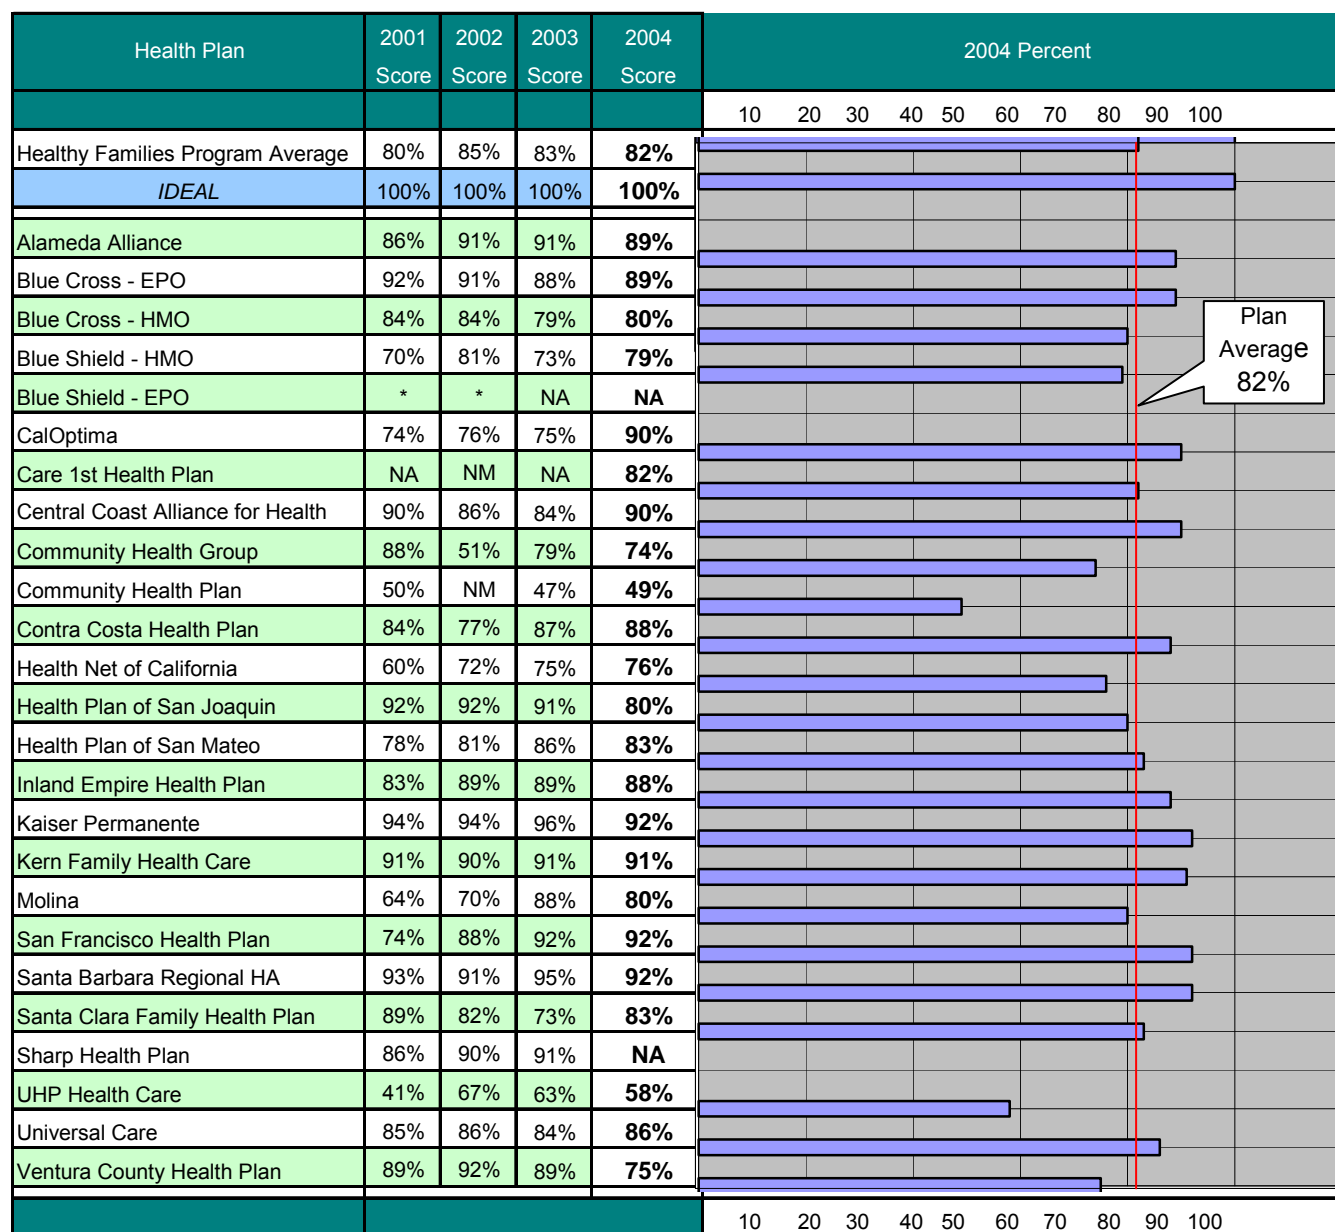 Health Plan 2001 Score 2002 Score 2003 Score 2004 Score 2004 Percent
10 20 30 40 50 60 70 80 90 100
Healthy Families Program Average 80% 85% 83% 82%
IDEAL 100% 100% 100% 100%
Alameda Alliance 86% 91% 91% 89%
Blue Cross - EPO 92% 91% 88% 89%
Blue Cross - HMO 84% 84% 79% 80%
Blue Shield - HMO 70% 81% 73% 79%
Blue Shield - EPO * * NA NA
CalOptima 74% 76% 75% 90%
Care 1st Health Plan NA NM NA 82%
Central Coast Alliance for Health 90% 86% 84% 90%
Community Health Group 88% 51% 79% 74%
Community Health Plan 50% NM 47% 49%
Contra Costa Health Plan 84% 77% 87% 88%
Health Net of California 60% 72% 75% 76%
Health Plan of San Joaquin 92% 92% 91% 80%
Health Plan of San Mateo 78% 81% 86% 83%
Inland Empire Health Plan 83% 89% 89% 88%
Kaiser Permanente 94% 94% 96% 92%
Kern Family Health Care 91% 90% 91% 91%
Molina 64% 70% 88% 80%
San Francisco Health Plan 74% 88% 92% 92%
Santa Barbara Regional HA 93% 91% 95% 92%
Santa Clara Family Health Plan 89% 82% 73% 83%
Sharp Health Plan 86% 90% 91% NA
UHP Health Care 41% 67% 63% 58%
Universal Care 85% 86% 84% 86%
Ventura County Health Plan 89% 92% 89% 75%
Plan
Average
82%
10 20 30 40 50 60 70 80 90 100